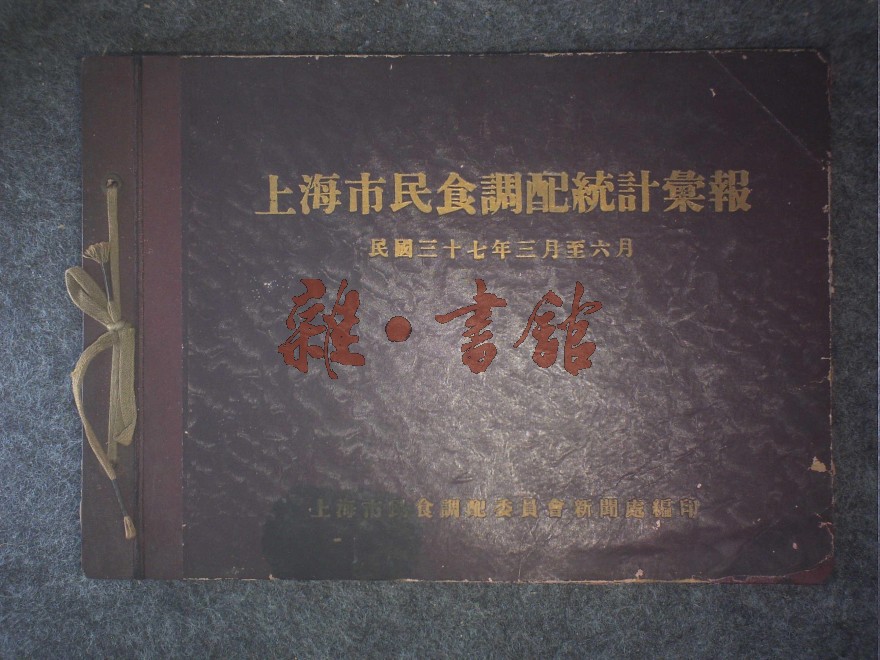 上海市民食調配統計彙報
民國三十七年三月至六月
雜·書館
上海市民食調配委員會新聞處編印